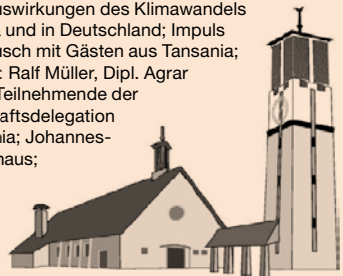 uswirkungen des Klimawandels
und in Deutschland; Impuls
usch mit Gästen aus Tansania;
: Ralf Müller, Dipl. Agrar
Teilnehmende der
aftsdelegation
nia; Johannes-
haus;